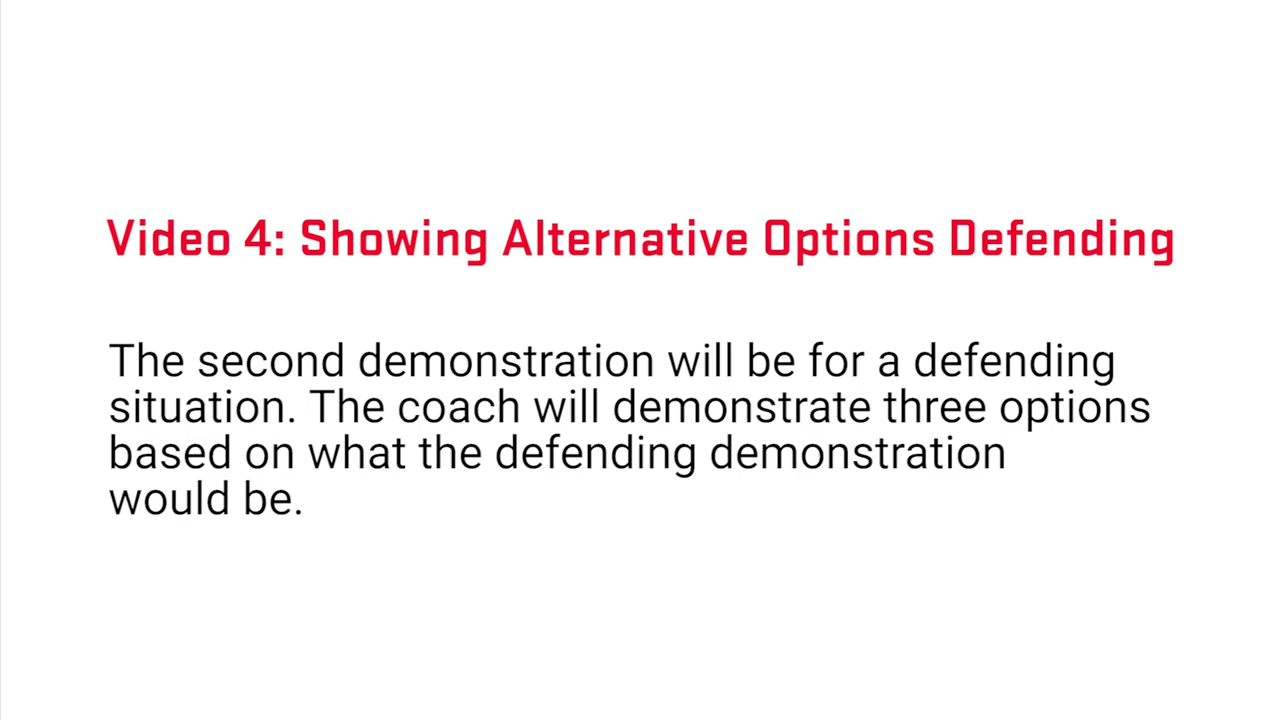 Video 4: Showing Alternative Options Defending
The second demonstration will be for a defending
situation. The coach will demonstrate three options
based on what the defending demonstration
would be.